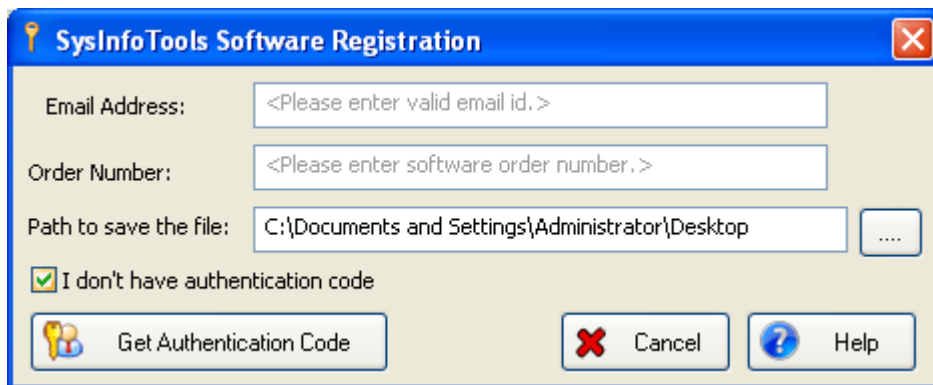 SysInfoTools Software Registration
Email Address: <Please enter valid email id.>
Order Number: <Please enter software order number.>
Path to save the file: C:\Documents and Settings\Administrator\Desktop ....
I don't have authentication code
Get Authentication Code Cancel Help